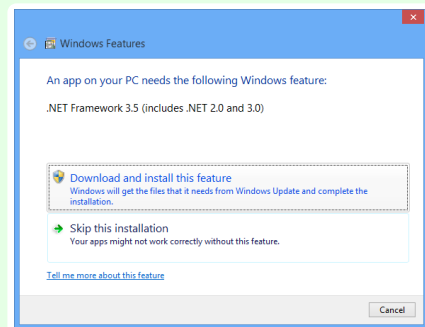 Windows Features
An app on your PC needs the following Windows feature:
.NET Framework 3.5 (includes .NET 2.0 and 3.0)
Download and install this feature
Windows will get the files that it needs from Windows Update and complete the
installation.
Skip this installation
Your apps might not work correctly without this feature.
Tell me more about this feature
Cancel